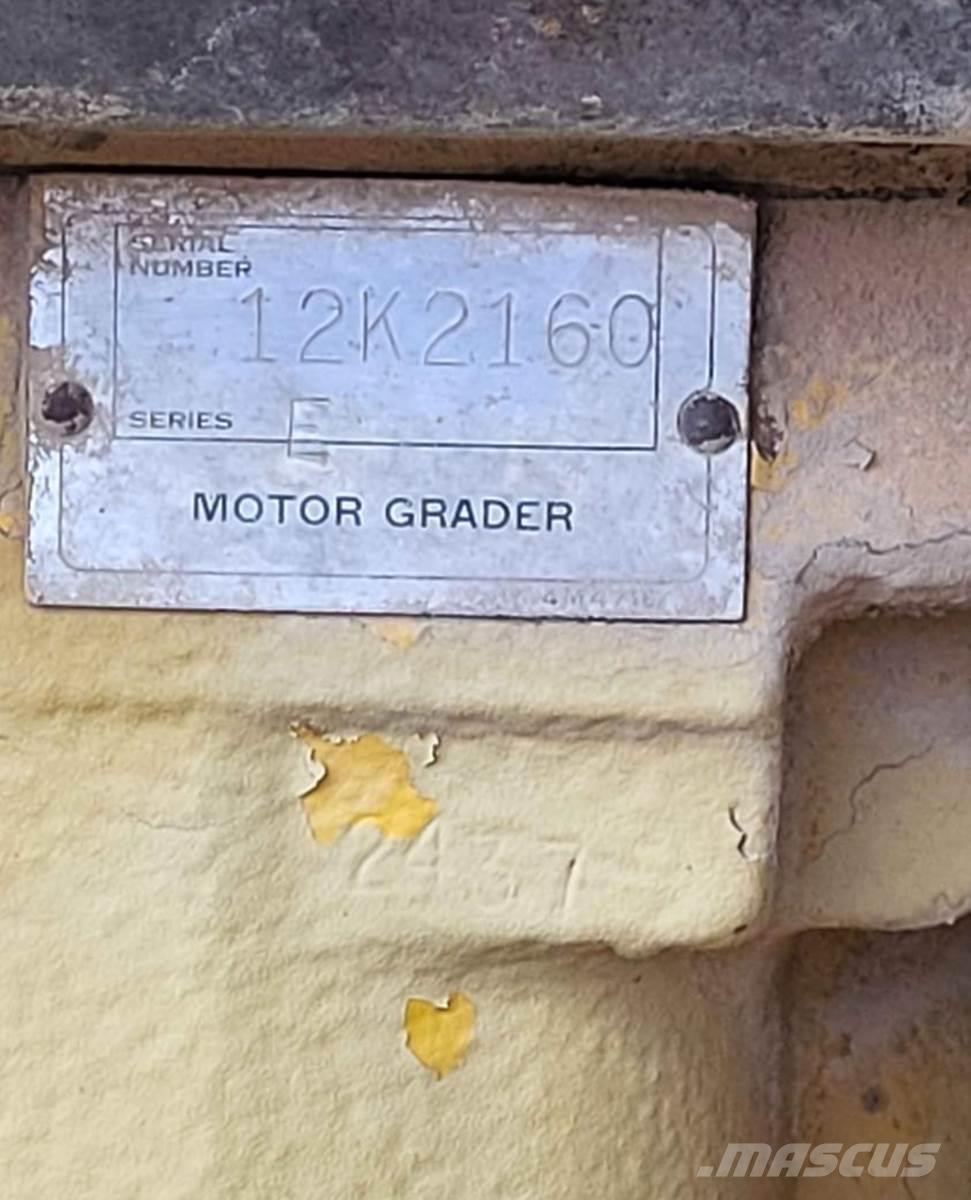 SERIAL
NUMBER
12K2160
SERIES E
MOTOR GRADER
2437
.MASCUS